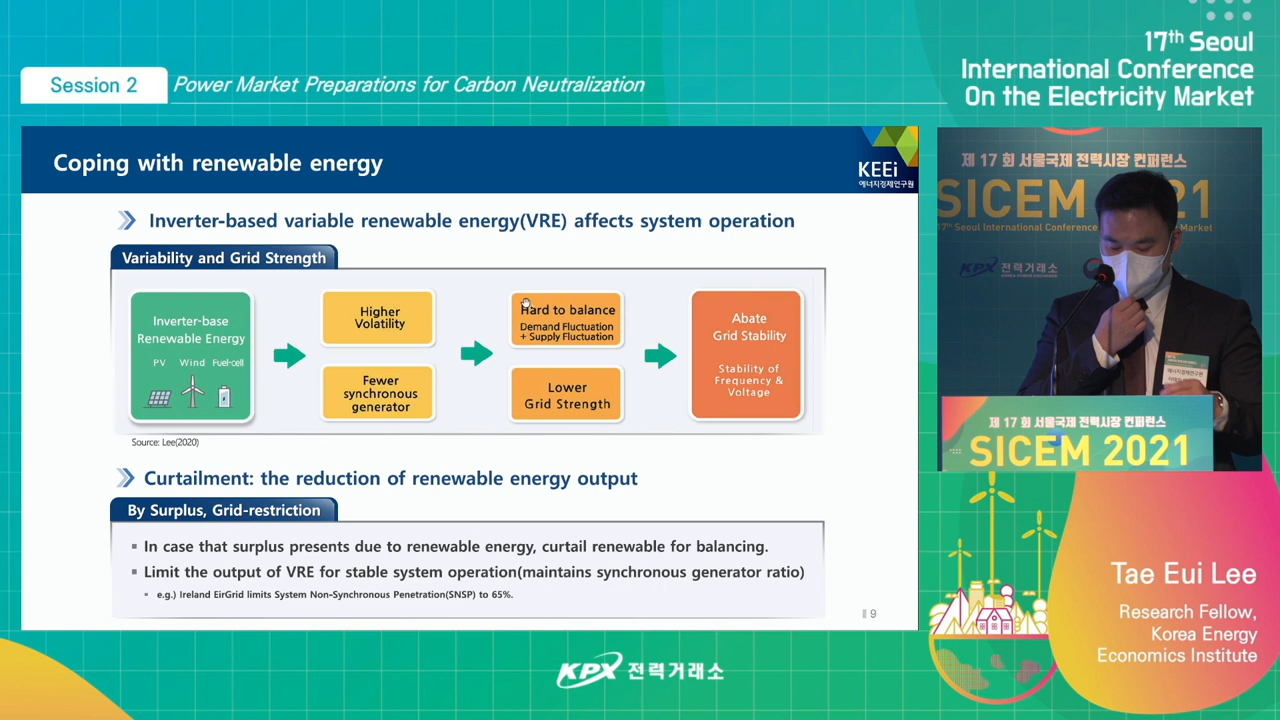 17th Seoul
International Conference
On the Electricity Market
Session 2
Power Market Preparations for Carbon Neutralization
Coping with renewable energy
KEEi
에너지경제연구원
Inverter-based variable renewable energy(VRE) affects system operation
Variability and Grid Strength
Inverter-base
Renewable Energy
PV Wind Fuel-cell
Higher
Volatility
Fewer
synchronous
generator
Hard to balance
Demand Fluctuation
+ Supply Fluctuation
Lower
Grid Strength
Abate
Grid Stability
Stability of
Frequency &
Voltage
Source: Lee(2020)
Curtailment: the reduction of renewable energy output
By Surplus, Grid-restriction
In case that surplus presents due to renewable energy, curtail renewable for balancing.
Limit the output of VRE for stable system operation(maintains synchronous generator ratio)
e.g.) Ireland EirGrid limits System Non-Synchronous Penetration(SNSP) to 65%.
9
제 17 회 서울국제 전력시장 컨퍼런스
SICEM 21
17th Seoul International Conference Market
KPX 전력거래소
에너지경제연구원
제 17 회 서울국제 전력시장 컨퍼런스
SICEM 2021
Tae Eui Lee
Research Fellow,
Korea Energy
Economics Institute
KPX 전력거래소